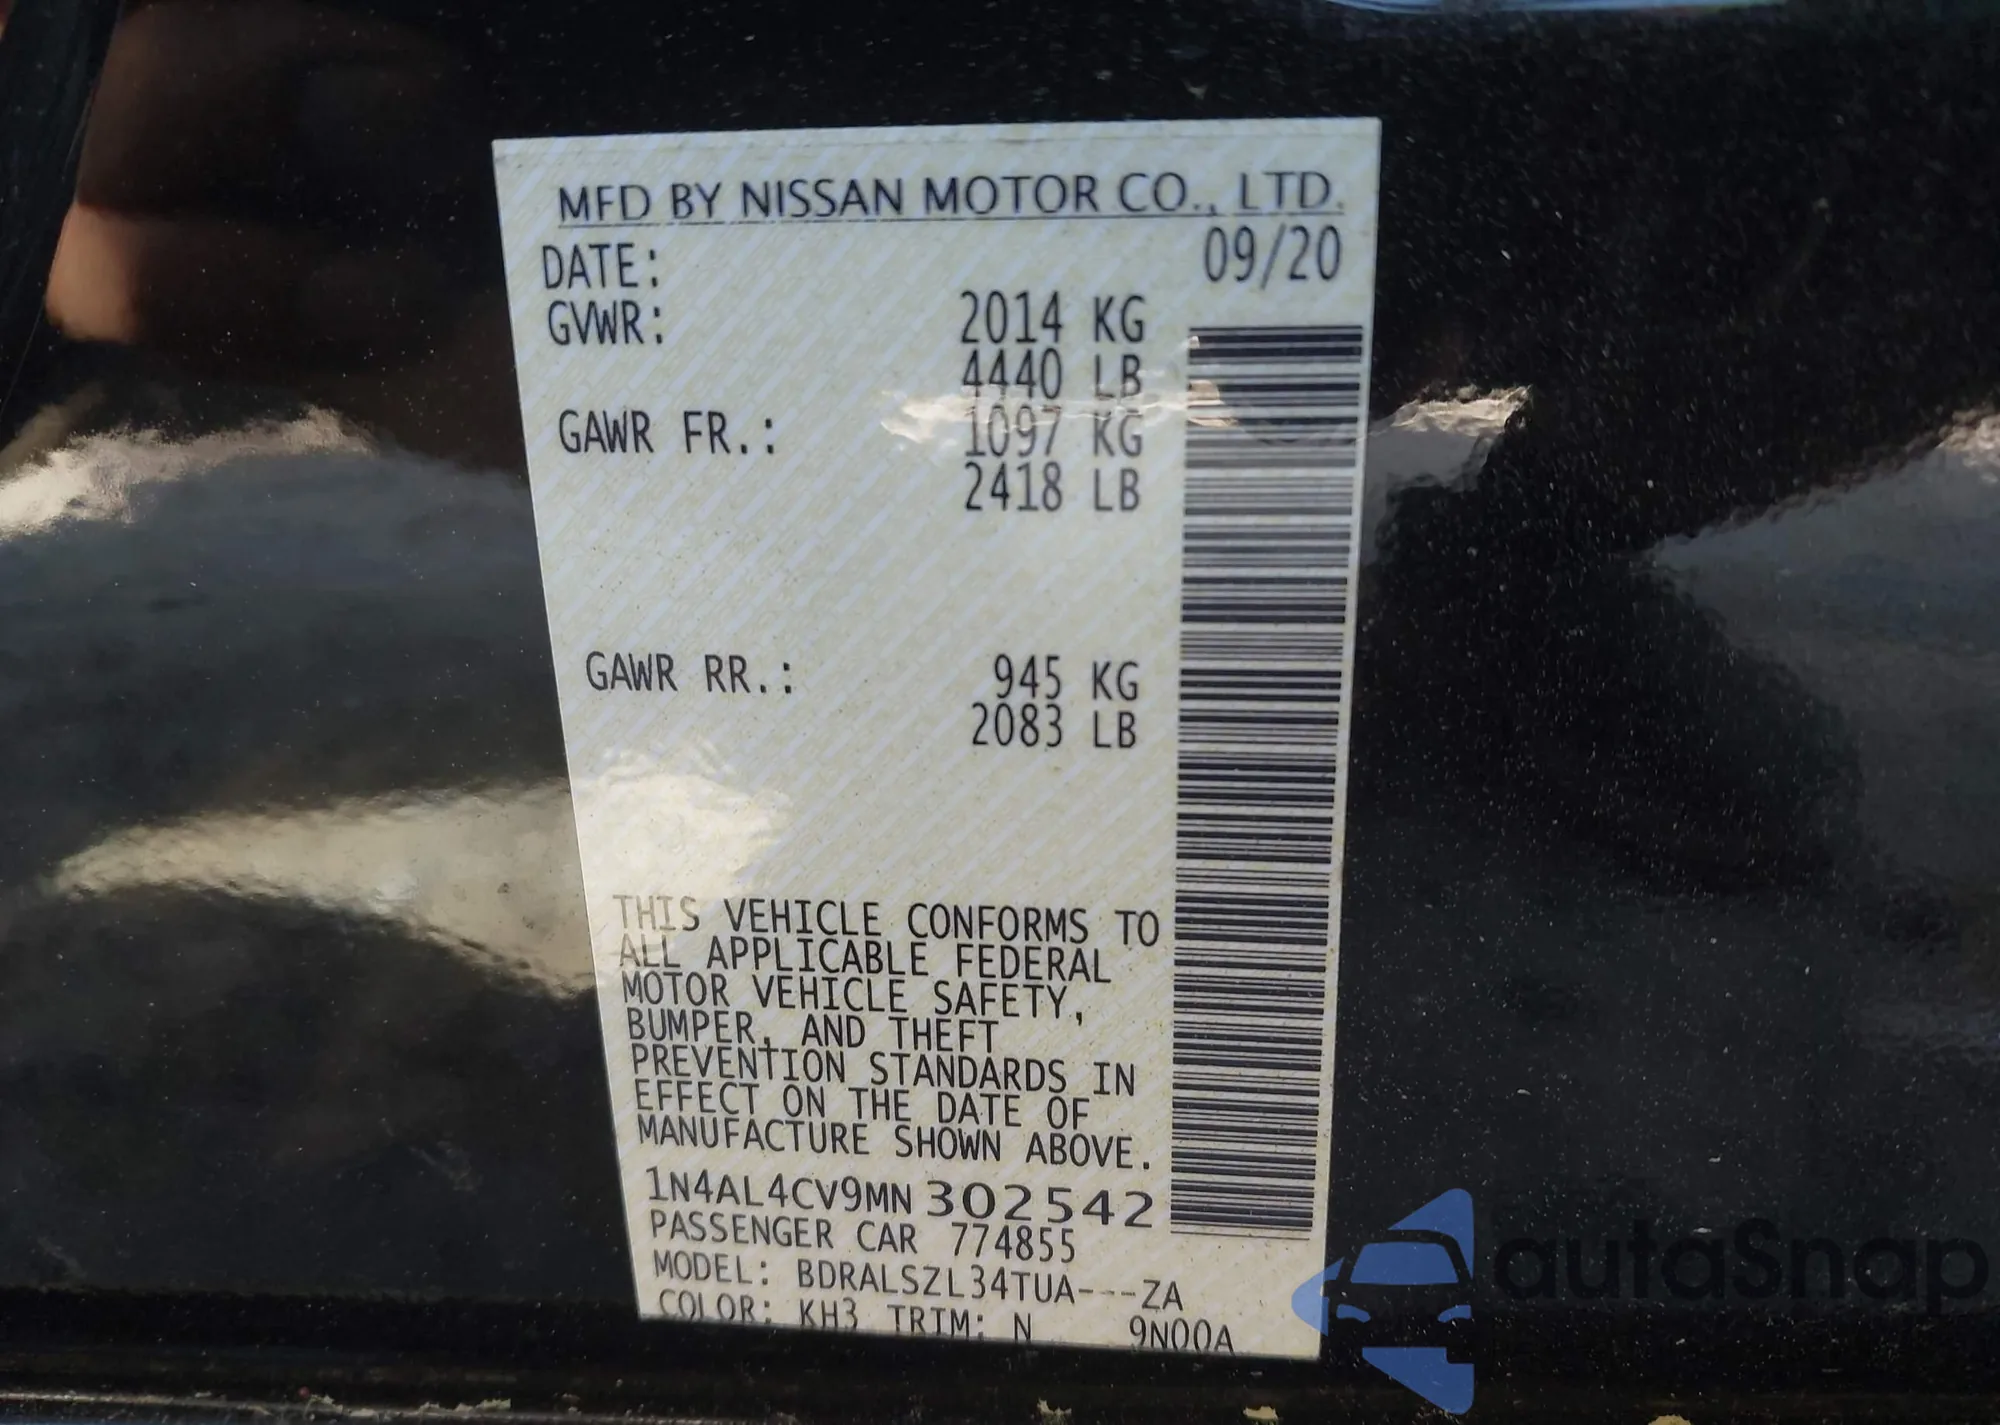 MFD BY NISSAN MOTOR CO., LTD.
DATE: 09/20
GVWR: 2014 KG
4440 LB
GAWR FR.: 1097 KG
2418 LB
GAWR RR.: 945 KG
2083 LB
THIS VEHICLE CONFORMS TO
ALL APPLICABLE FEDERAL
MOTOR VEHICLE SAFETY,
BUMPER, AND THEFT
PREVENTION STANDARDS IN
EFFECT ON THE DATE OF
MANUFACTURE SHOWN ABOVE.
1N4AL4CV9MN302542
PASSENGER CAR 774855
MODEL: BDRALSZL34TUA---ZA
COLOR: KH3 TRIM: N 9N00A
autaSnap